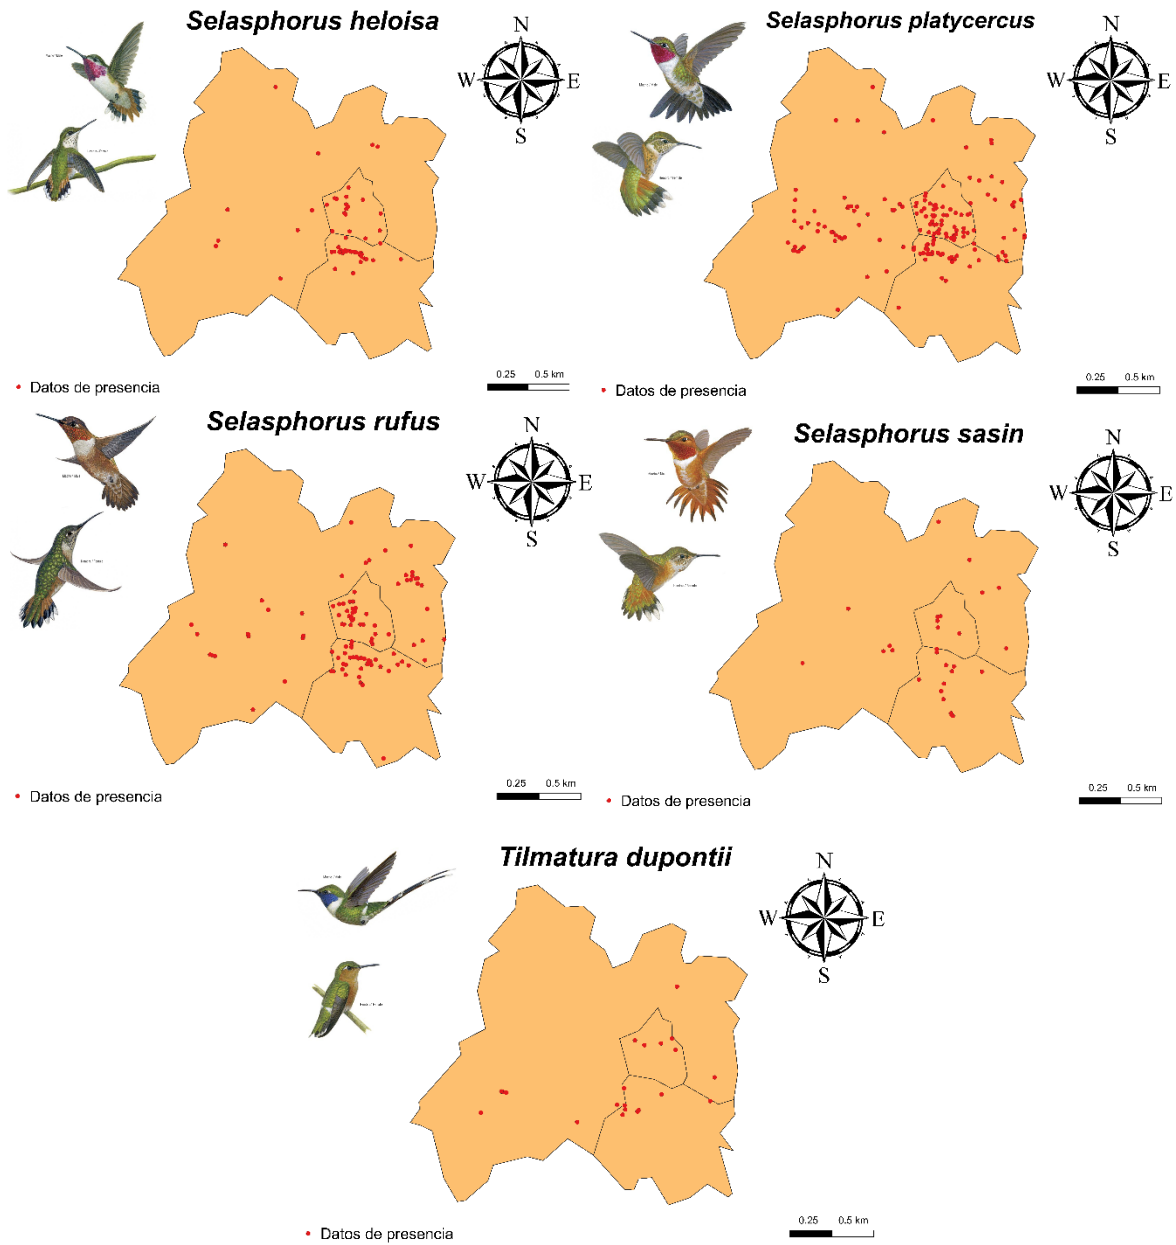 Selasphorus heloisa
N
W E
S
0.25 0.5 km
• Datos de presencia
Selasphorus platycercus
N
W E
S
0.25 0.5 km
• Datos de presencia
Selasphorus rufus
N
W E
S
0.25 0.5 km
• Datos de presencia
Selasphorus sasin
N
W E
S
0.25 0.5 km
• Datos de presencia
Tilmatura dupontii
N
W E
S
0.25 0.5 km
• Datos de presencia